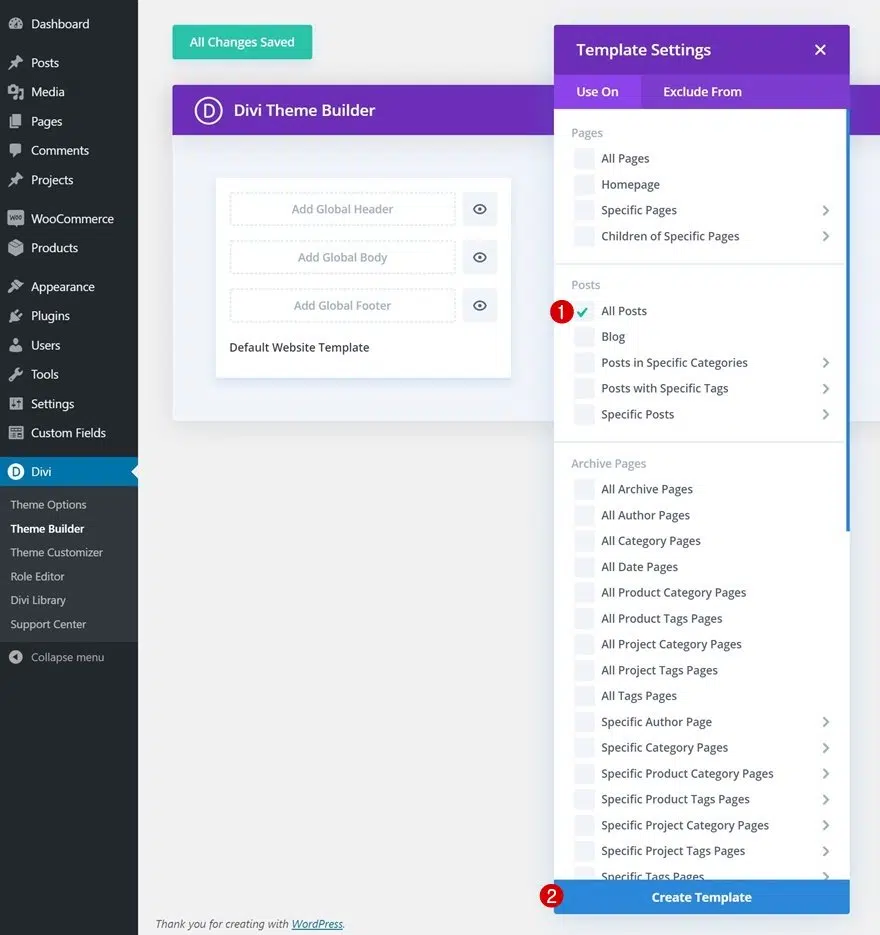 Dashboard
Posts
Media
Pages
Comments
Projects
WooCommerce
Products
Appearance
Plugins
Users
Tools
Settings
Custom Fields
Divi
Theme Options
Theme Builder
Theme Customizer
Role Editor
Divi Library
Support Center
Collapse menu
All Changes Saved
D Divi Theme Builder
Add Global Header
Add Global Body
Add Global Footer
Default Website Template
Template Settings
Use On Exclude From
Pages
All Pages
Homepage
Specific Pages
Children of Specific Pages
Posts
1 All Posts
Blog
Posts in Specific Categories
Posts with Specific Tags
Specific Posts
Archive Pages
All Archive Pages
All Author Pages
All Category Pages
All Date Pages
All Product Category Pages
All Product Tags Pages
All Project Category Pages
All Project Tags Pages
All Tags Pages
Specific Author Page
Specific Category Pages
Specific Product Category Pages
Specific Product Tags Pages
Specific Project Category Pages
Specific Project Tags Pages
Specific Tags Pages
2 Create Template
Thank you for creating with WordPress.